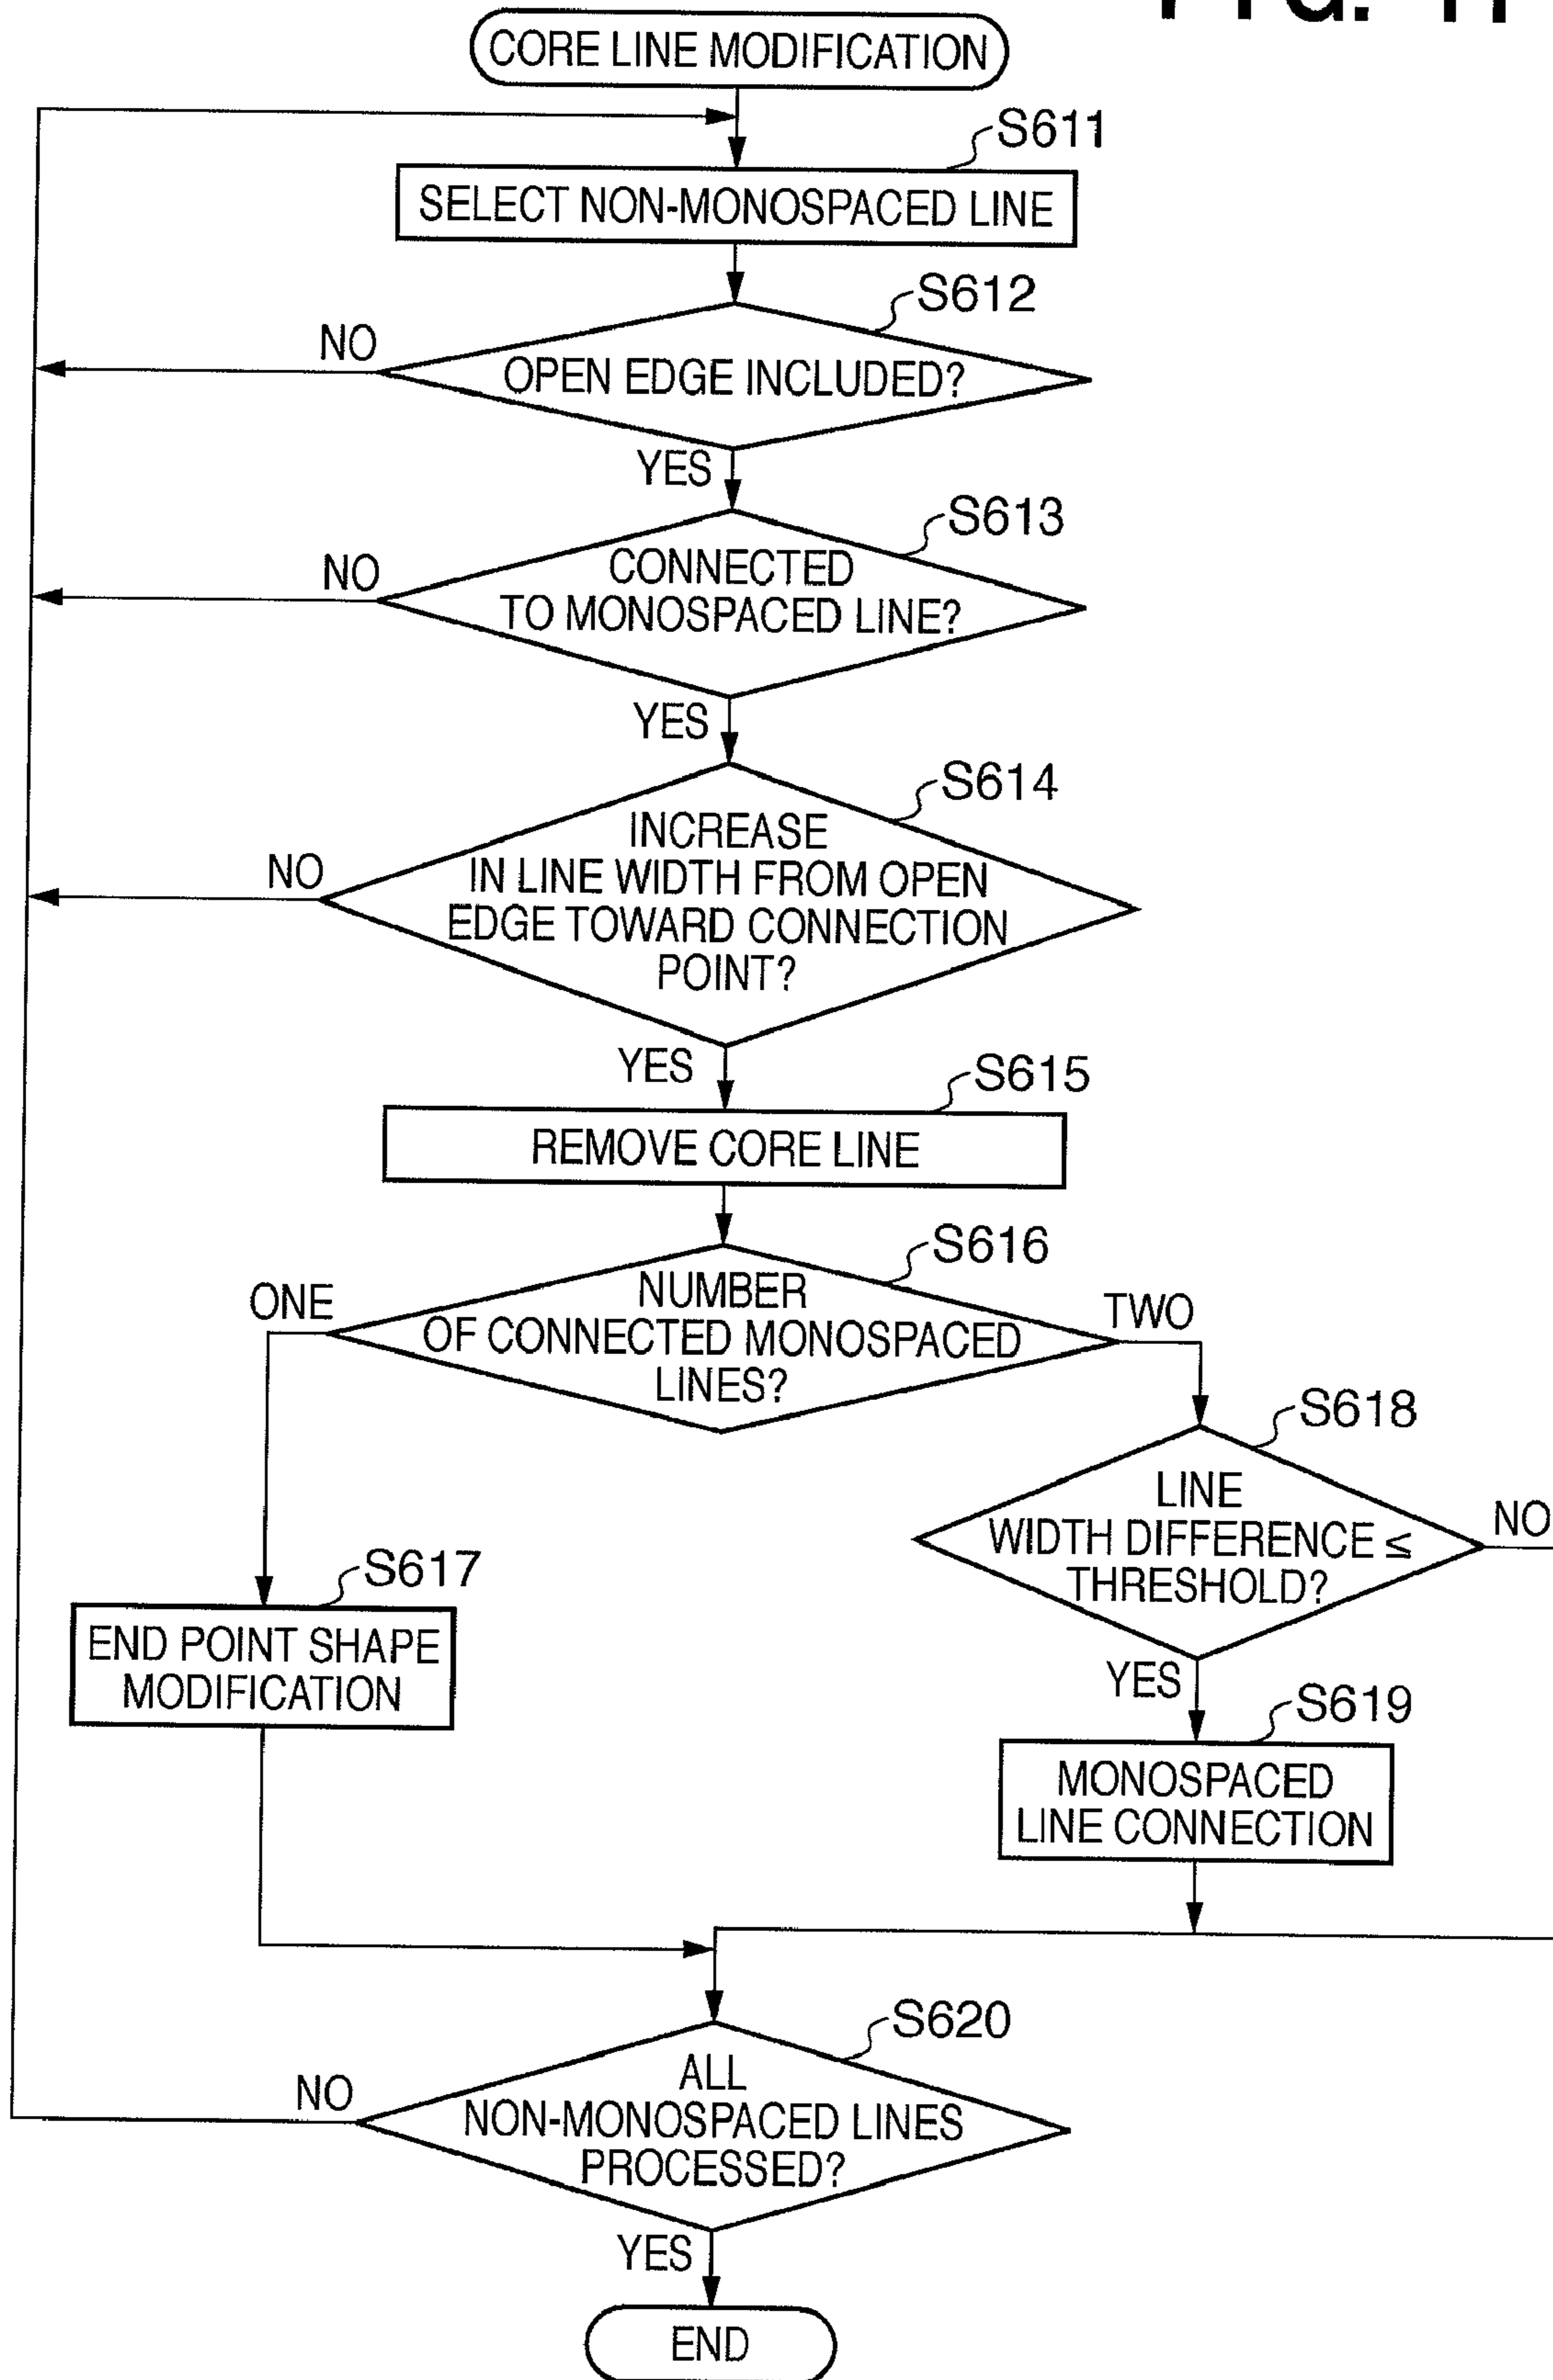 CORE LINE MODIFICATION
S611
SELECT NON-MONOSPACED LINE
S612
NO
OPEN EDGE INCLUDED?
YES
S613
NO
CONNECTED
TO MONOSPACED LINE?
YES
S614
NO
INCREASE
IN LINE WIDTH FROM OPEN
EDGE TOWARD CONNECTION
POINT?
YES
S615
REMOVE CORE LINE
S616
ONE
NUMBER
OF CONNECTED MONOSPACED
LINES?
TWO
S618
LINE
WIDTH DIFFERENCE ≤
THRESHOLD?
NO
S617
END POINT SHAPE
MODIFICATION
YES
S619
MONOSPACED
LINE CONNECTION
S620
NO
ALL
NON-MONOSPACED LINES
PROCESSED?
YES
END